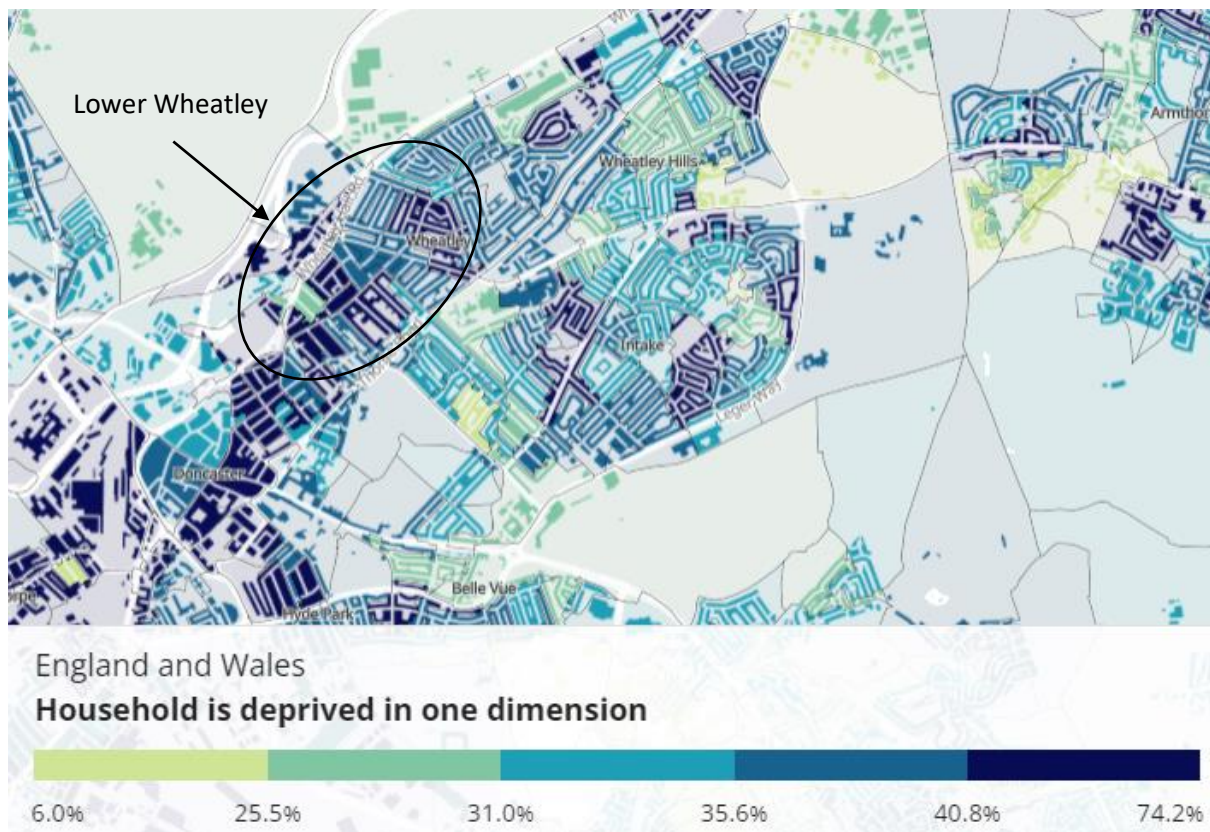 Lower Wheatley
Wheatley Hills
Armthor
Wheatley
Intake
Leger Way
Doncaster
Belle Vue
Hyde Park
England and Wales
Household is deprived in one dimension
6.0% 25.5% 31.0% 35.6% 40.8% 74.2%